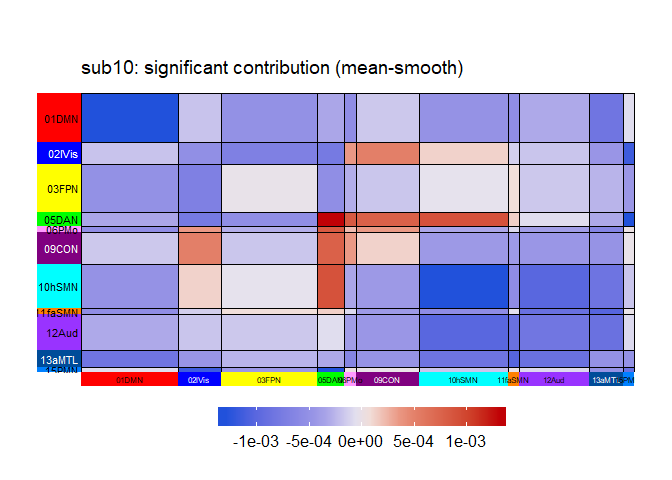 sub10: significant contribution (mean-smooth)
01DMN
02lVis
03FPN
05DAN
06PMo
09CON
10hSMN
11faSMN
12Aud
13aMTL
15PMN
01DMN 02lVis 03FPN 05DAN 06PMo 09CON 10hSMN 11faSMN 12Aud 13aMTL
-1e-03 -5e-04 0e+00 5e-04 1e-03